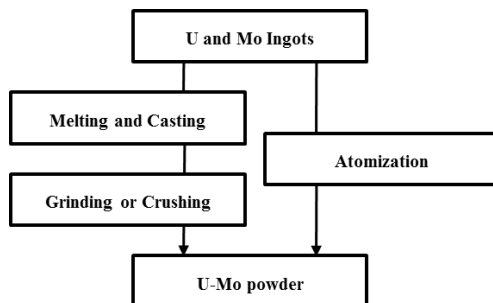 U and Mo Ingots
Melting and Casting
Atomization
Grinding or Crushing
U-Mo powder